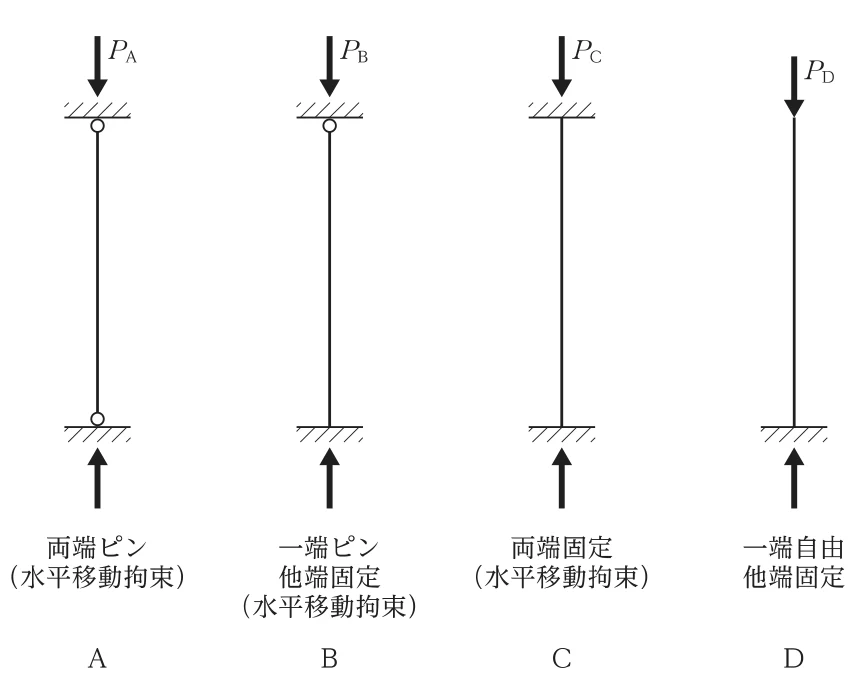 P_A
P_B
P_C
P_D
両端ピン
（水平移動拘束）
一端ピン
他端固定
（水平移動拘束）
両端固定
（水平移動拘束）
一端自由
他端固定
A
B
C
D